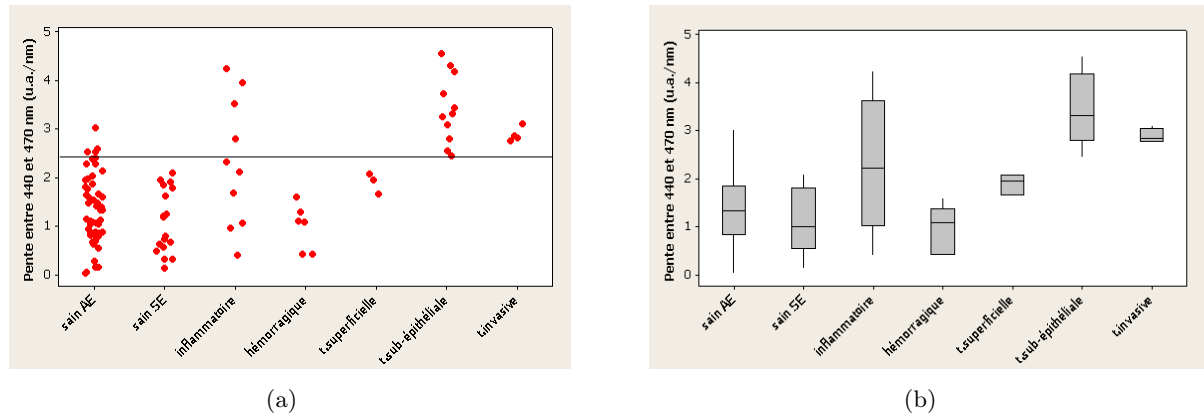 Pente entre 440 et 470 nm (u.a./nm)
5
4
3
2
1
0
sain AE
sain SE
inflammatoire
hémorragique
t.superficielle
t.sub-épithéliale
t.invasive
(a)
Pente entre 440 et 470 nm (u.a./nm)
5
4
3
2
1
0
sain AE
sain SE
inflammatoire
hémorragique
t.superficielle
t.sub-épithéliale
t.invasive
(b)